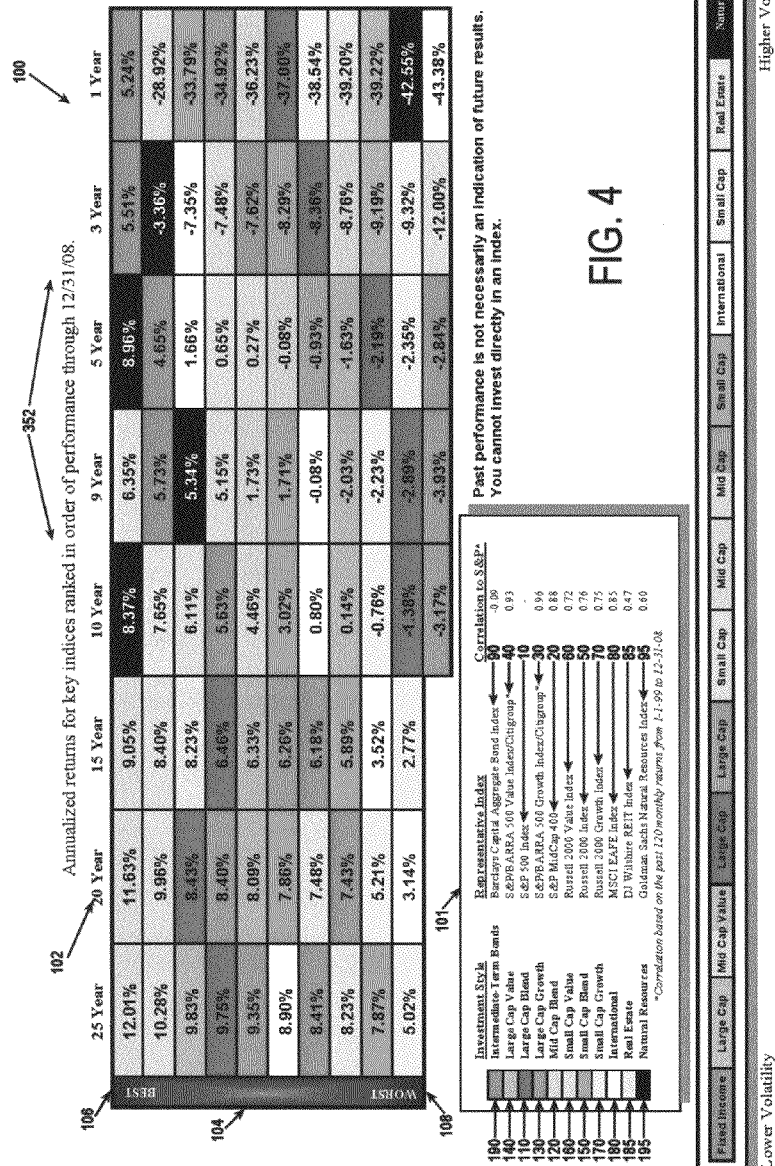 100
352
102
Annualized returns for key indices ranked in order of performance through 12/31/08.
25 Year 20 Year 15 Year 10 Year 9 Year 5 Year 3 Year 1 Year
106
BEST
104
WORST
108
12.01% 11.63% 9.05% 8.37% 6.35% 8.96% 5.51% 5.24%
10.28% 9.96% 8.40% 7.65% 5.73% 4.65% -3.36% -28.92%
9.83% 8.43% 8.23% 6.11% 5.34% 1.66% -7.35% -33.79%
9.75% 8.40% 6.46% 5.63% 5.15% 0.65% -7.48% -34.92%
9.35% 8.09% 6.33% 4.46% 1.73% 0.27% -7.62% -36.23%
8.90% 7.86% 6.26% 3.02% 1.71% -0.08% -8.29% -37.00%
8.41% 7.48% 6.18% 0.80% -0.08% -0.93% -8.36% -38.54%
8.23% 7.43% 5.89% 0.14% -2.03% -1.63% -8.76% -39.20%
7.87% 5.21% 3.52% -0.76% -2.23% -2.19% -9.19% -39.22%
5.02% 3.14% 2.77% -1.38% -2.89% -2.35% -9.32% -42.55%
-3.17% -3.93% -2.84% -12.00% -43.38%
101
Investment Style Representative Index Correlation to S&P*
190 Intermediate-Term Bonds Barclays Capital Aggregate Bond Index 90 -0.09
140 Large Cap Value S&P/BARRA 500 Value Index/Citigroup* 40 0.93
110 Large Cap Blend S&P 500 Index 10 -
130 Large Cap Growth S&P/BARRA 500 Growth Index/Citigroup* 30 0.96
120 Mid Cap Blend S&P MidCap 400 20 0.88
160 Small Cap Value Russell 2000 Value Index 60 0.72
150 Small Cap Blend Russell 2000 Index 50 0.76
170 Small Cap Growth Russell 2000 Growth Index 70 0.75
180 International MSCI EAFE Index 80 0.85
185 Real Estate DJ Wilshire REIT Index 85 0.47
195 Natural Resources Goldman Sachs Natural Resources Index 95 0.60
*Correlation based on the past 120 monthly returns from 1-1-99 to 12-31-08
Past performance is not necessarily an indication of future results.
You cannot invest directly in an index.
FIG. 4
Fixed Income Large Cap Mid Cap Value Large Cap Large Cap Small Cap Mid Cap Mid Cap Small Cap International Small Cap Real Estate Natur
Lower Volatility Higher Vo